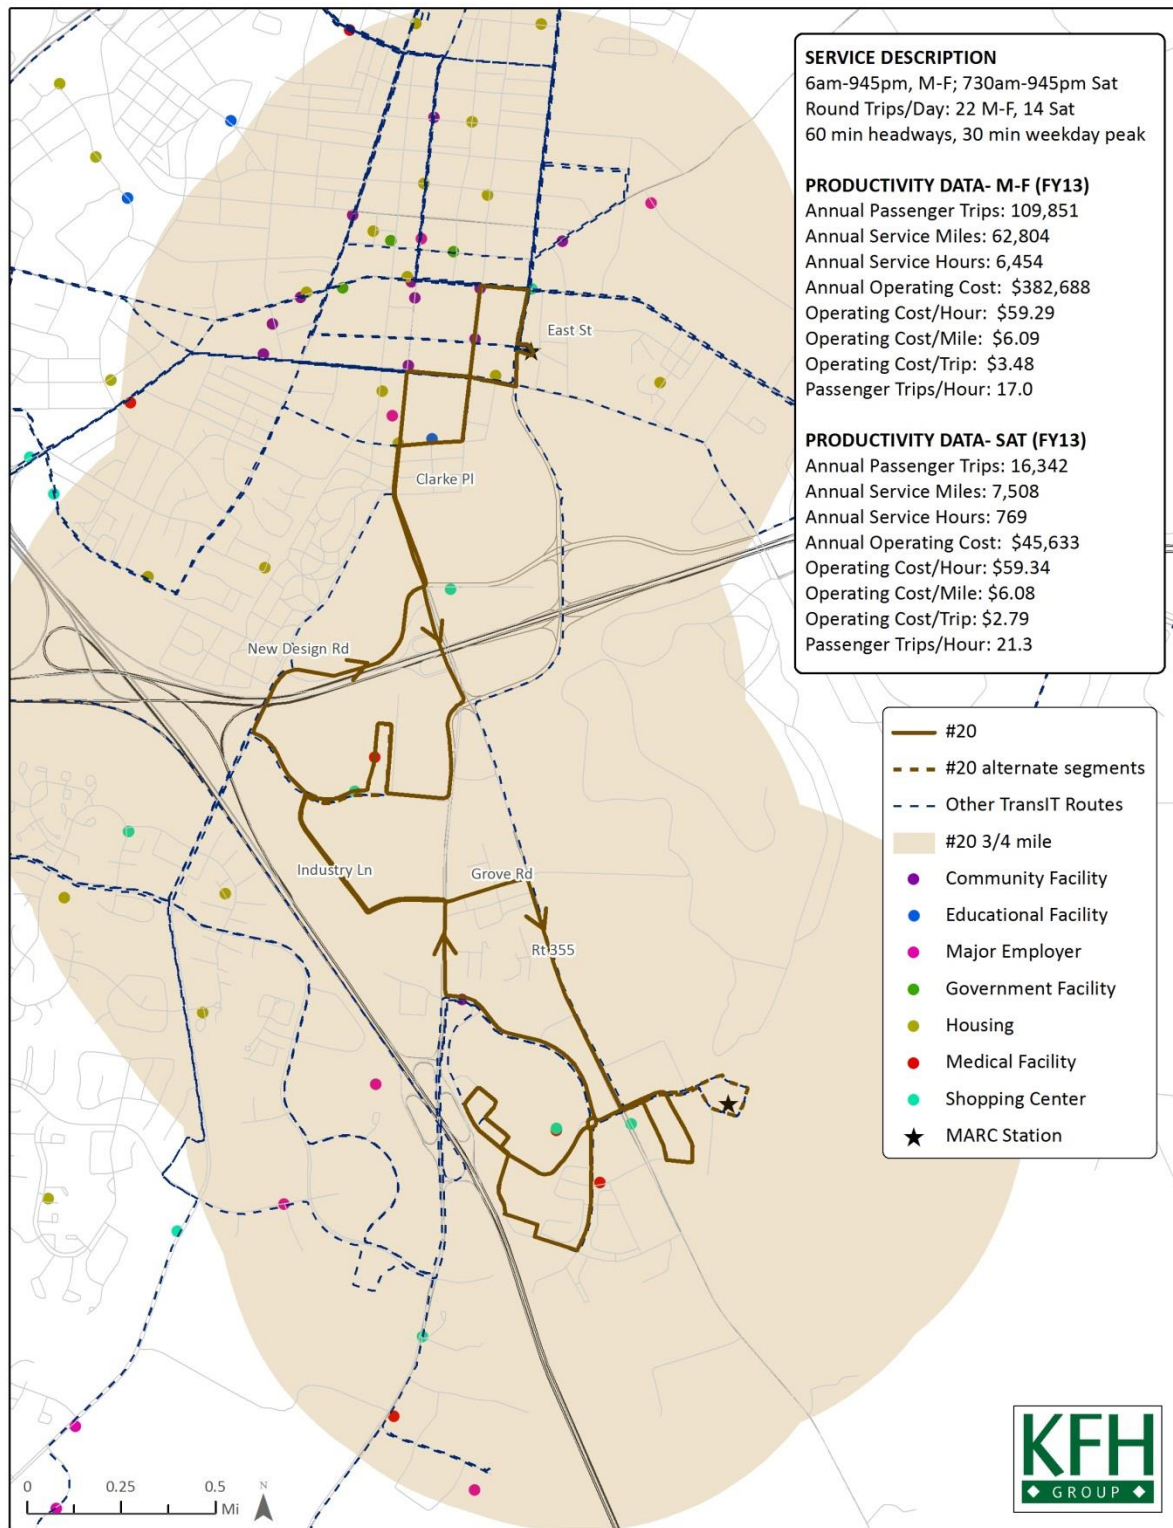 SERVICE DESCRIPTION
6am-945pm, M-F; 730am-945pm Sat
Round Trips/Day: 22 M-F, 14 Sat
60 min headways, 30 min weekday peak
PRODUCTIVITY DATA- M-F (FY13)
Annual Passenger Trips: 109,851
Annual Service Miles: 62,804
Annual Service Hours: 6,454
Annual Operating Cost: $382,688
Operating Cost/Hour: $59.29
Operating Cost/Mile: $6.09
Operating Cost/Trip: $3.48
Passenger Trips/Hour: 17.0
PRODUCTIVITY DATA- SAT (FY13)
Annual Passenger Trips: 16,342
Annual Service Miles: 7,508
Annual Service Hours: 769
Annual Operating Cost: $45,633
Operating Cost/Hour: $59.34
Operating Cost/Mile: $6.08
Operating Cost/Trip: $2.79
Passenger Trips/Hour: 21.3
East St
Clarke Pl
New Design Rd
Industry Ln
Grove Rd
Rt 355
#20
#20 alternate segments
Other TransIT Routes
#20 3/4 mile
Community Facility
Educational Facility
Major Employer
Government Facility
Housing
Medical Facility
Shopping Center
MARC Station
0 0.25 0.5
Mi
N
KFH
GROUP